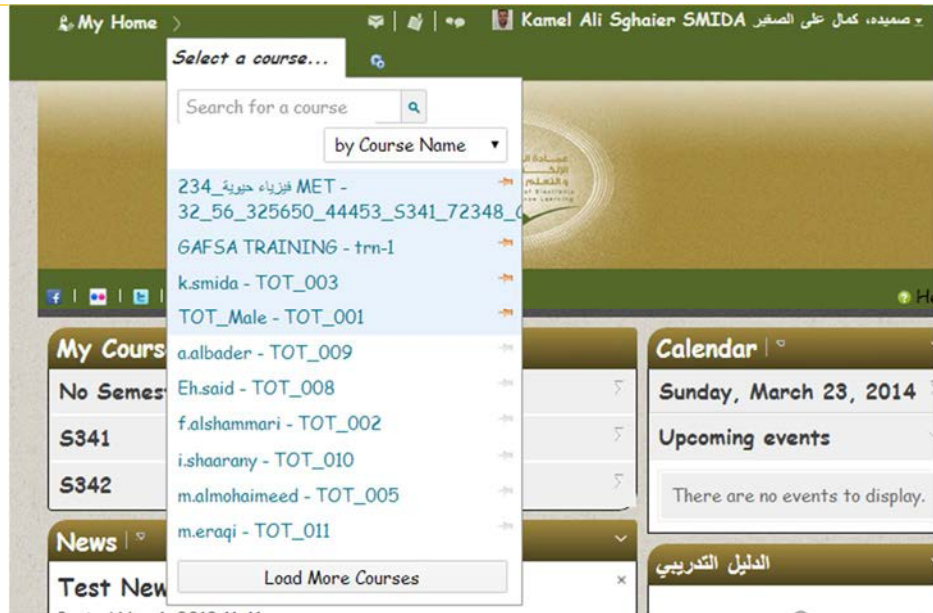 My Home
Kamel Ali Sghaier SMIDA صميده، كمال على الصغير
Select a course...
Search for a course
by Course Name
234_فيزياء حيوية MET -
32_56_325650_44453_S341_72348_
GAFSA TRAINING - trn-1
k.smida - TOT_003
TOT_Male - TOT_001
a.albader - TOT_009
Eh.said - TOT_008
f.alshammari - TOT_002
i.shaarany - TOT_010
m.almohaimeed - TOT_005
m.eraqi - TOT_011
Load More Courses
My Cours
No Semes
S341
S342
News
Test New
Calendar
Sunday, March 23, 2014
Upcoming events
There are no events to display.
الدليل التدريبي